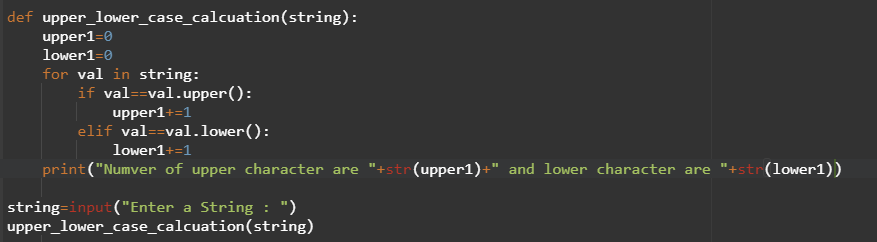 def upper_lower_case_calcuation(string):
    upper1=0
    lower1=0
    for val in string:
        if val==val.upper():
            upper1+=1
        elif val==val.lower():
            lower1+=1
    print("Numver of upper character are "+str(upper1)+" and lower character are "+str(lower1))

string=input("Enter a String : ")
upper_lower_case_calcuation(string)